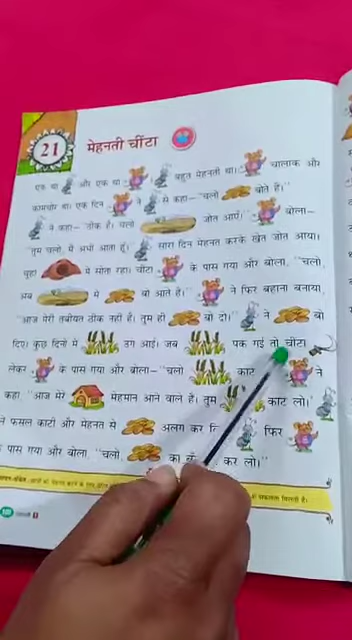 21 मेहनती चींटा
एक था और एक था बहुत मेहनती था। चालाक और
कामचोर था। एक दिन ने से कहा– "चलो बोते हैं।"
ने कहा– "ठीक है। चलो जोत आएँ।" बोला–
"तुम चलो, मैं अभी आता हूँ। सारा दिन मेहनत करके खेत जोत आया।
चूहा में सोता रहा। चींटा के पास गया और बोला, "चलो,
अब में बो आते हैं।" ने फिर बहाना बनाया
"आज मेरी तबीयत ठीक नहीं है। तुम ही बो दो।" ने बो
दिए। कुछ दिनों में उग आई। जब पक गई तो चींटा
लेकर के पास गया और बोला– "चलो काट ने
कहा "आज मेरे मेहमान आने वाले हैं। तुम काट लो।"
ने फसल काटी और मेहनत से अलग कर फिर
पास गया और बोला, "चलो, का कर लो।"